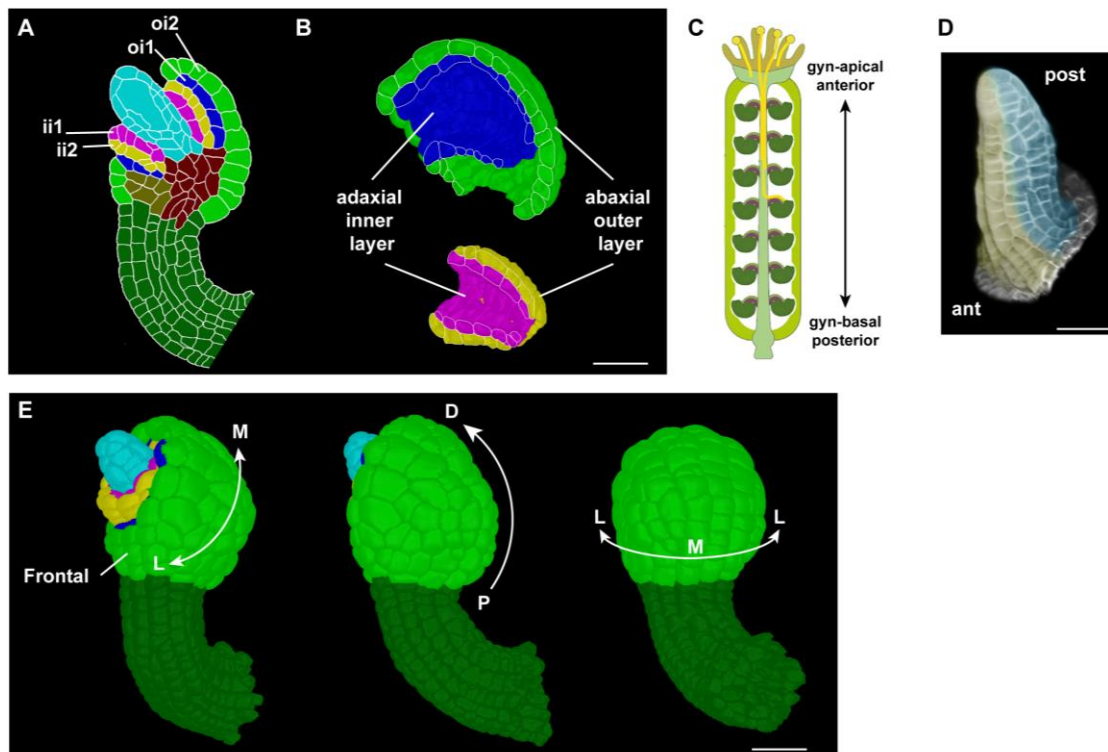 A
oi2
oi1
ii1
ii2
B
adaxial
inner
layer
abaxial
outer
layer
C
gyn-apical
anterior
gyn-basal
posterior
D
post
ant
E
M
L
Frontal
D
P
L
M
L